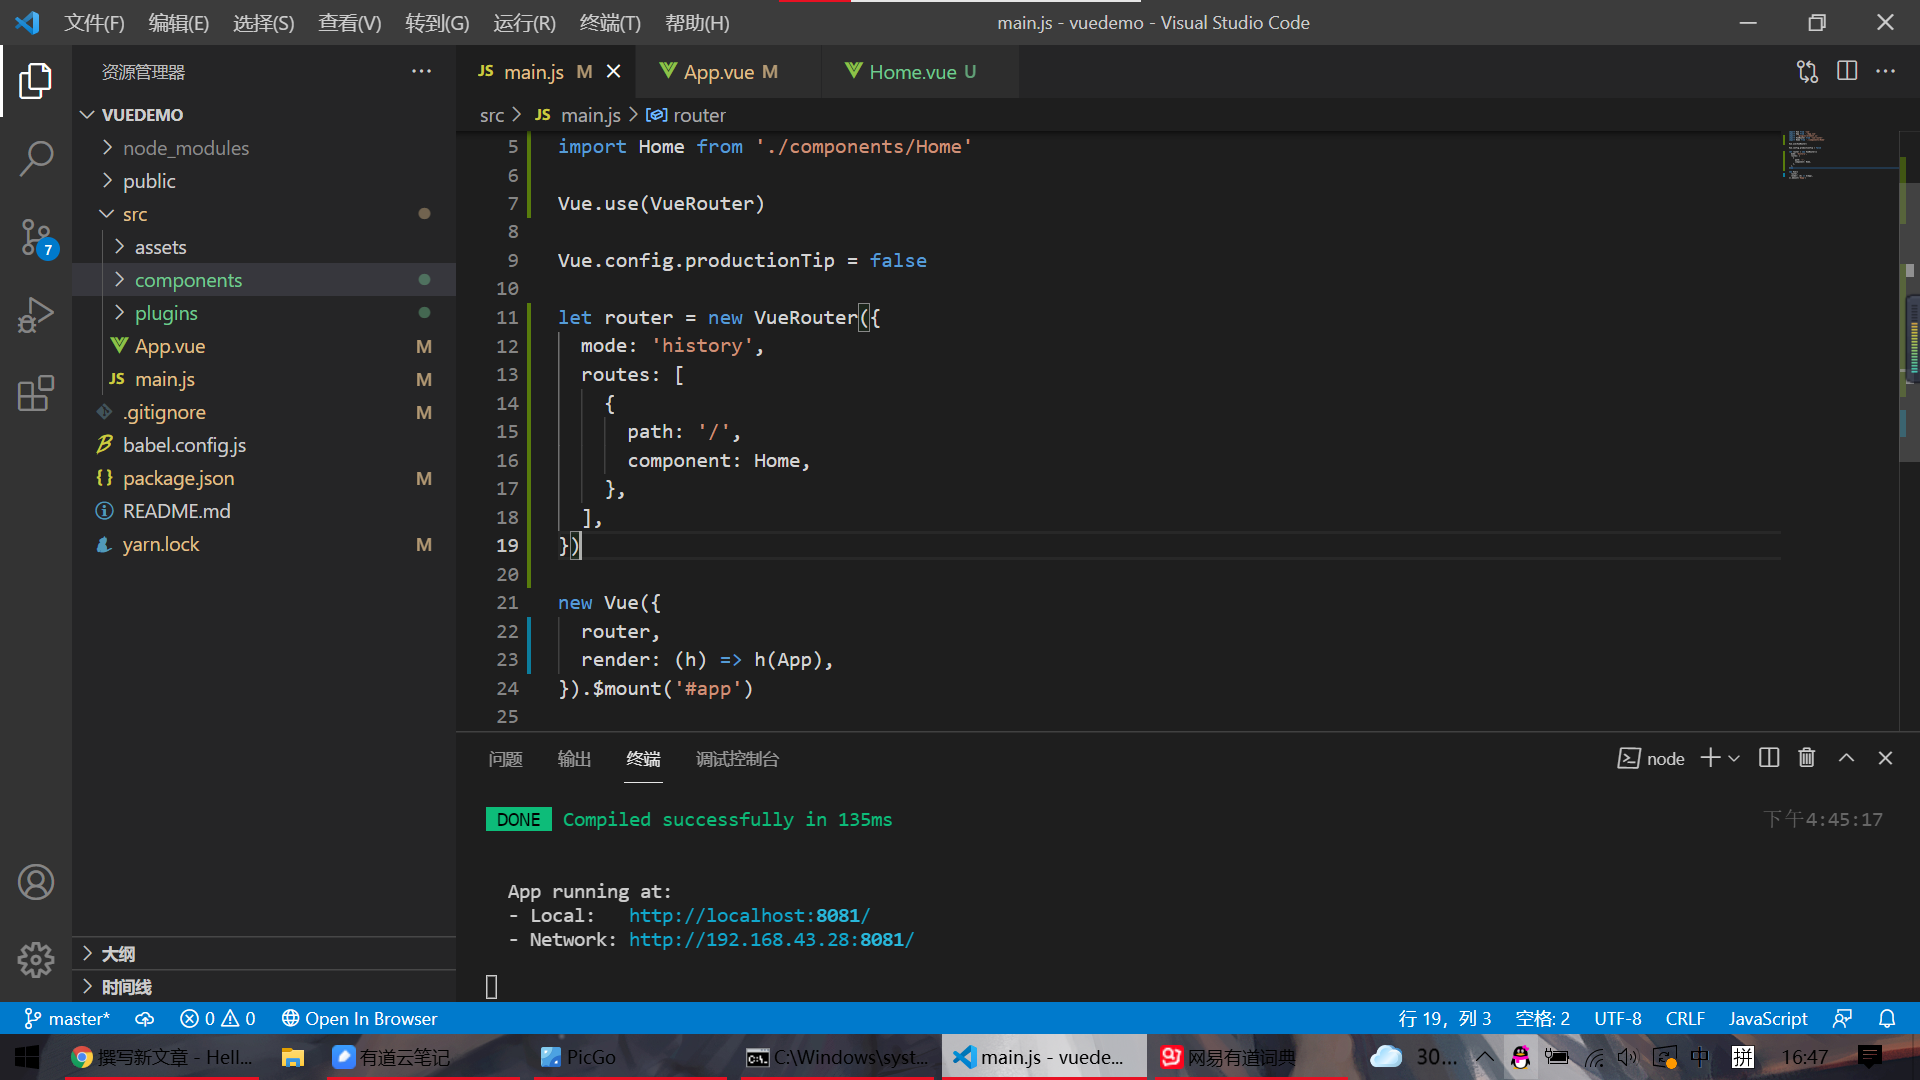 文件(F) 编辑(E) 选择(S) 查看(V) 转到(G) 运行(R) 终端(T) 帮助(H) main.js - vuedemo - Visual Studio Code
资源管理器
JS main.js M App.vue M Home.vue U
VUEDEMO
node_modules
public
src
assets
components
plugins
App.vue M
JS main.js M
.gitignore M
babel.config.js
{} package.json M
README.md
yarn.lock M
7
大纲
时间线
src > JS main.js > router
5 import Home from './components/Home'
6
7 Vue.use(VueRouter)
8
9 Vue.config.productionTip = false
10
11 let router = new VueRouter({
12 mode: 'history',
13 routes: [
14 {
15 path: '/',
16 component: Home,
17 },
18 ],
19 })
20
21 new Vue({
22 router,
23 render: (h) => h(App),
24 }).$mount('#app')
25
问题 输出 终端 调试控制台 node
DONE Compiled successfully in 135ms 下午4:45:17
App running at:
- Local: http://localhost:8081/
- Network: http://192.168.43.28:8081/
master* 0 0 Open In Browser 行 19，列 3 空格: 2 UTF-8 CRLF JavaScript
撰写新文章 - Hell... 有道云笔记 PicGo C:\Windows\syst... main.js - vuede... 网易有道词典 30... 中 拼 16:47